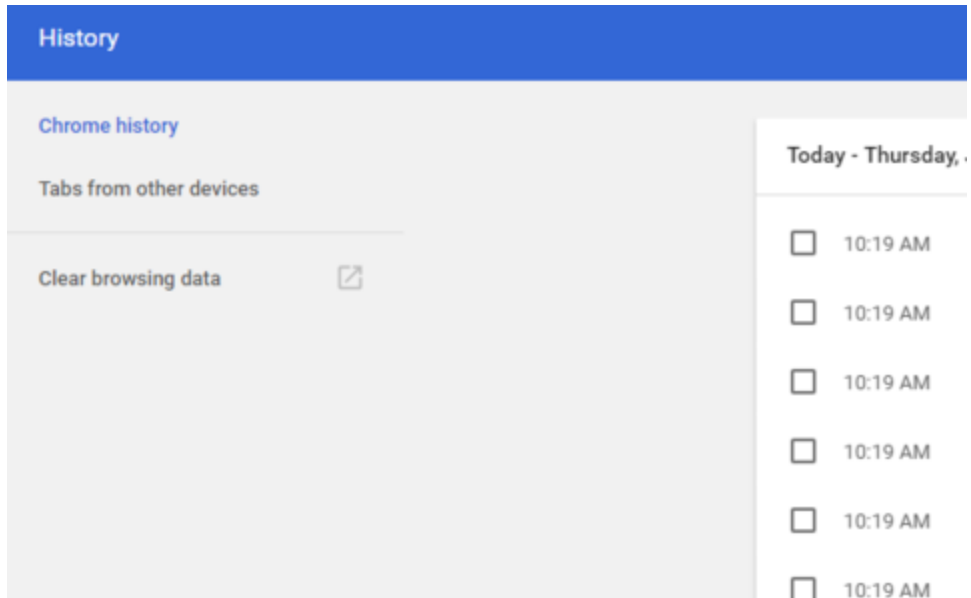 History
Chrome history
Tabs from other devices
Clear browsing data
Today - Thursday,
10:19 AM
10:19 AM
10:19 AM
10:19 AM
10:19 AM
10:19 AM